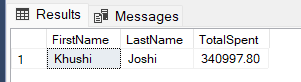 Results Messages
FirstName LastName TotalSpent
1 Khushi Joshi 340997.80